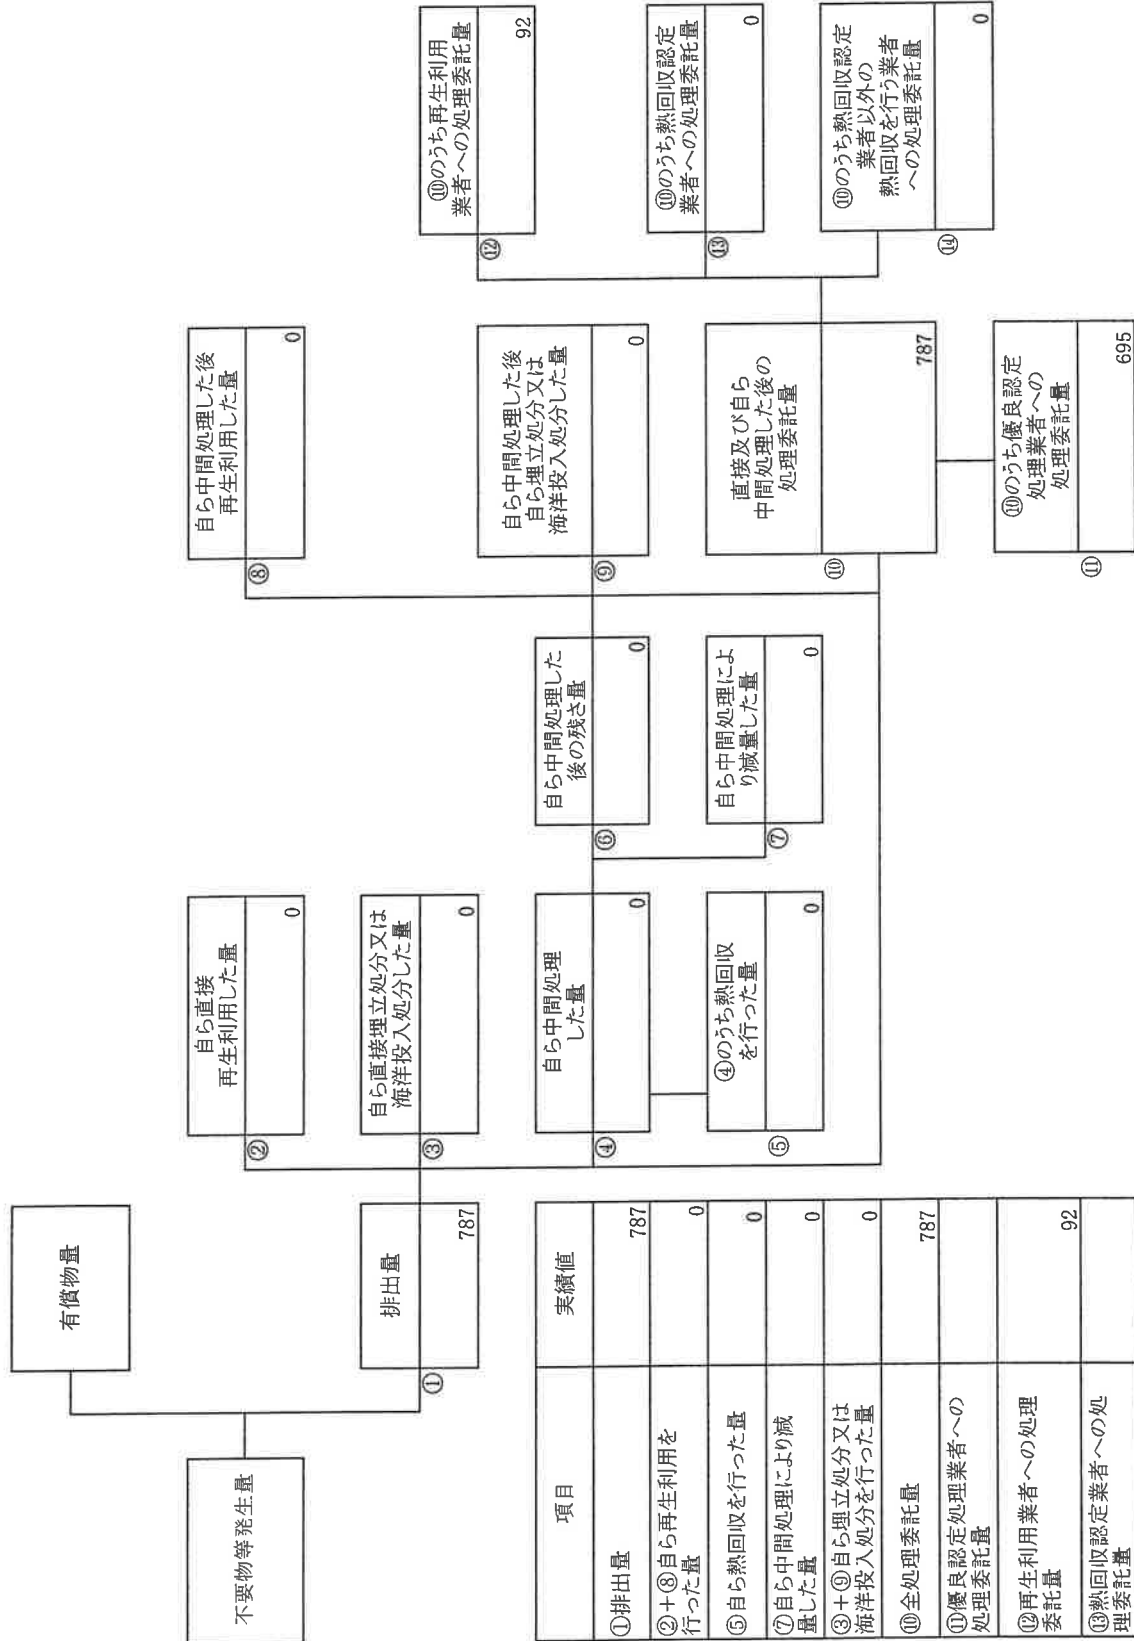 不要物等発生量
有償物量
①
排出量
787
②
自ら直接
再生利用した量
0
③
自ら直接埋立処分又は
海洋投入処分した量
0
④
自ら中間処理
した量
0
⑤
④のうち熱回収
を行った量
0
⑥
自ら中間処理した
後の残さ量
0
⑦
自ら中間処理によ
り減量した量
0
⑧
自ら中間処理した後
再生利用した量
0
⑨
自ら中間処理した後
自ら埋立処分又は
海洋投入処分した量
0
⑩
直接及び自ら
中間処理した後の
処理委託量
787
⑪
⑩のうち優良認定
処理業者への
処理委託量
695
⑫
⑩のうち再生利用
業者への処理委託量
92
⑬
⑩のうち熱回収認定
業者への処理委託量
0
⑭
⑩のうち熱回収認定
業者以外の
熱回収を行う業者
への処理委託量
0
項目
実績値
①排出量
787
②+⑧自ら再生利用を
行った量
0
⑤自ら熱回収を行った量
0
⑦自ら中間処理により減
量した量
0
③+⑨自ら埋立処分又は
海洋投入処分を行った量
0
⑩全処理委託量
787
⑪優良認定処理業者への
処理委託量
⑫再生利用業者への処理
委託量
92
⑬熱回収認定業者への処
理委託量